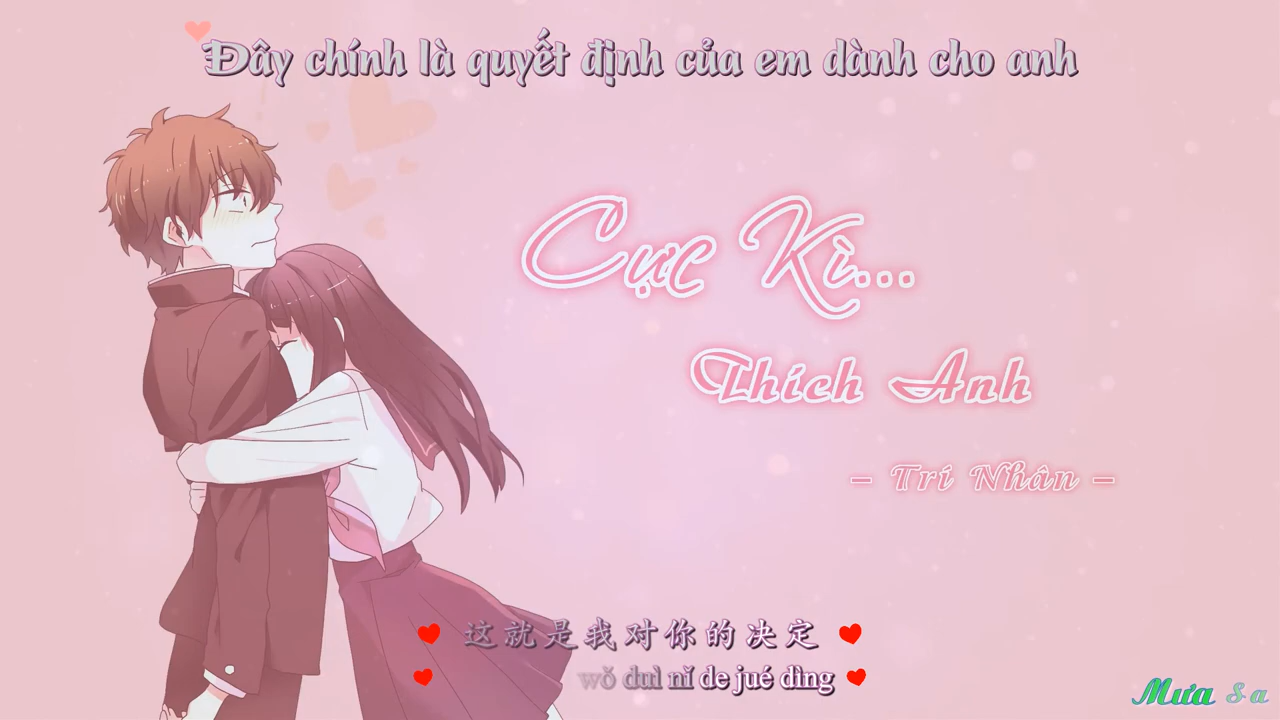 Đây chính là quyết định của em dành cho anh
Cực Kì...
Thích Anh
– Trí Nhân –
这就是我对你的决定
wǒ duì nǐ de jué dìng
Mưa Sa